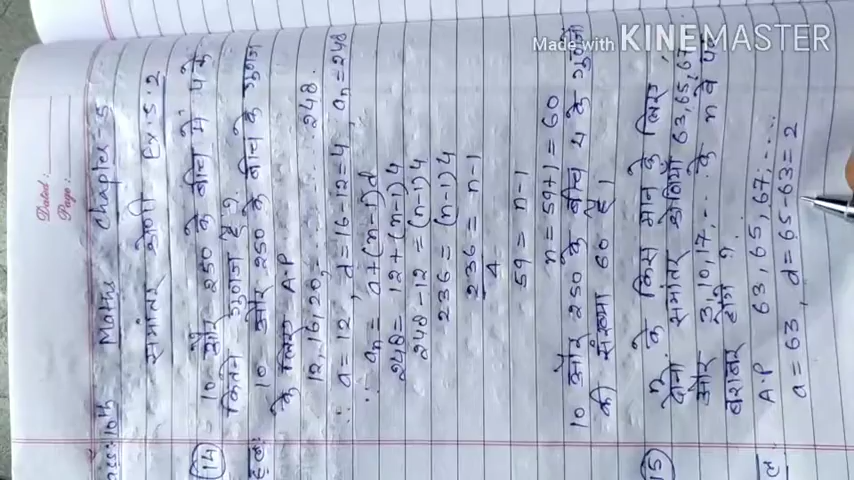 Made with KINEMASTER
Dated:
Page:
10th Maths chapter - 5
समांतर श्रेणी Ex - 5.2
(14) 10 और 250 के बीच में 4 के
कितने गुणज हैं ?
हल: 10 और 250 के बीच के गुणज
के लिए A.P
12, 16, 20, ........ 248.
∴ a = 12, d = 16 - 12 = 4 an = 248
∴ an = a + (n - 1)d
248 = 12 + (n - 1) 4
248 - 12 = (n - 1) 4
236 = (n - 1) 4
236/4 = n - 1
59 = n - 1
n = 59 + 1 = 60
10 और 250 के बीच 4 के गुणजों
की संख्या 60 है।
(15) n के किस मान के लिए,
दोनों समांतर श्रेणियों 63, 65, 67
और 3, 10, 17, ... के n वे पद
बराबर होंगे ?
A.P 63, 65, 67, ....
a = 63, d = 65 - 63 = 2